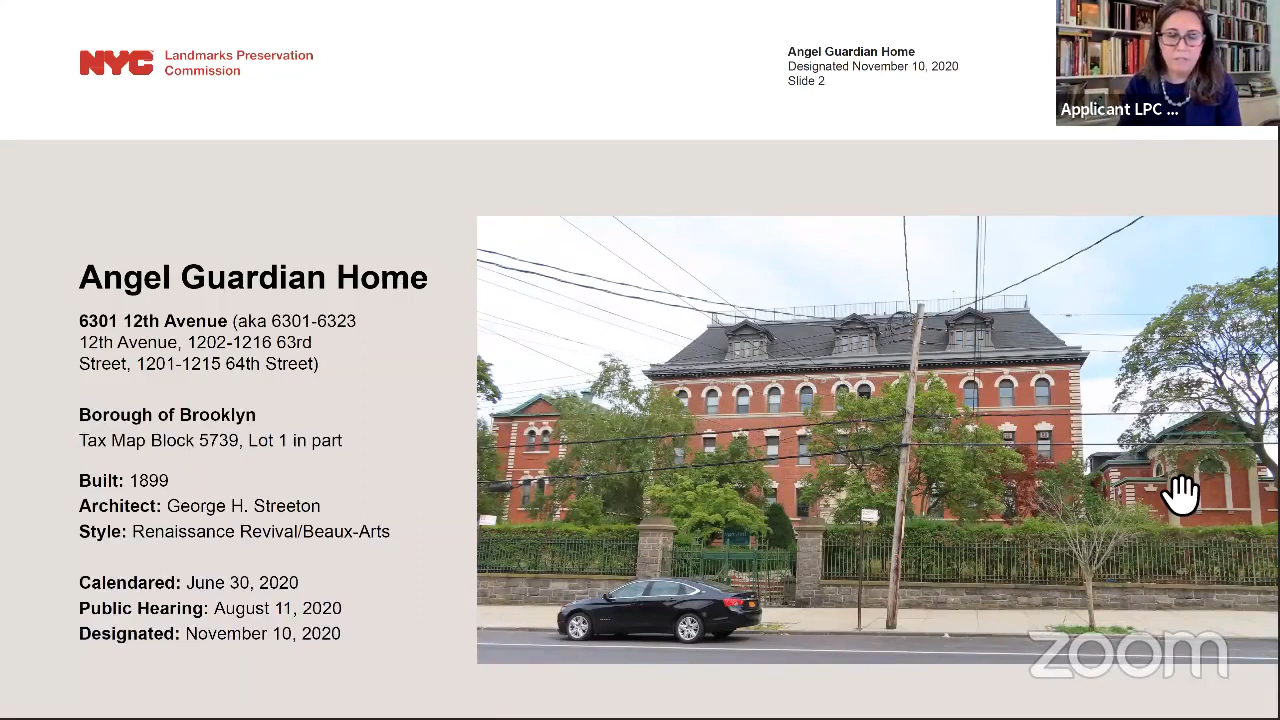 NYC Landmarks Preservation
Commission
Angel Guardian Home
Designated November 10, 2020
Slide 2
Applicant LPC ...
Angel Guardian Home
6301 12th Avenue (aka 6301-6323
12th Avenue, 1202-1216 63rd
Street, 1201-1215 64th Street)
Borough of Brooklyn
Tax Map Block 5739, Lot 1 in part
Built: 1899
Architect: George H. Streeton
Style: Renaissance Revival/Beaux-Arts
Calendared: June 30, 2020
Public Hearing: August 11, 2020
Designated: November 10, 2020
zoom